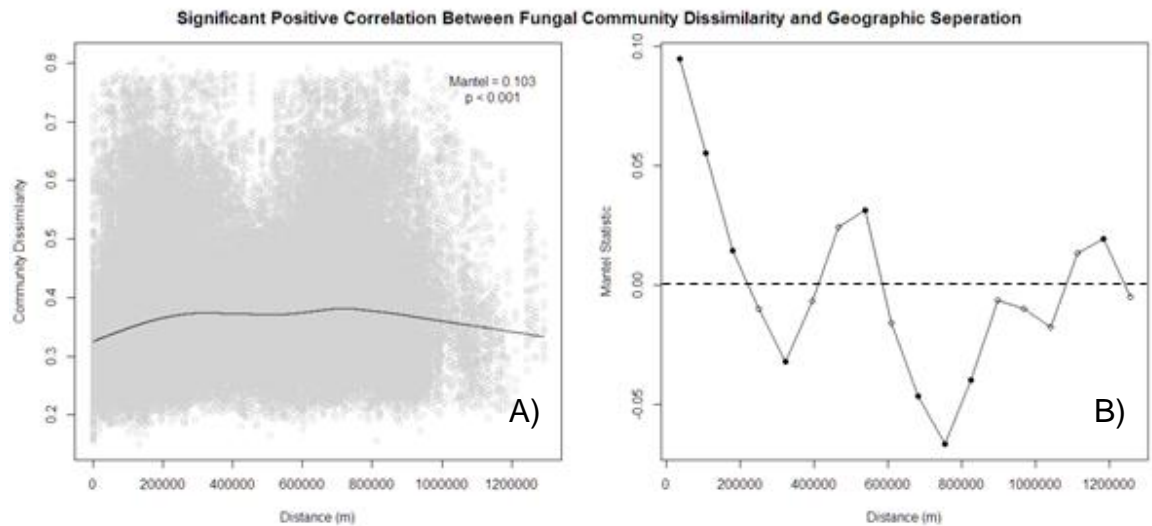 Significant Positive Correlation Between Fungal Community Dissimilarity and Geographic Seperation
Community Dissimilarity
0.8
0.7
0.6
0.5
0.4
0.3
0.2
Mantel = 0.103
p < 0.001
A)
0 200000 400000 600000 800000 1000000 1200000
Distance (m)
Mantel Statistic
0.10
0.05
0.00
-0.05
B)
0 200000 400000 600000 800000 1000000 1200000
Distance (m)